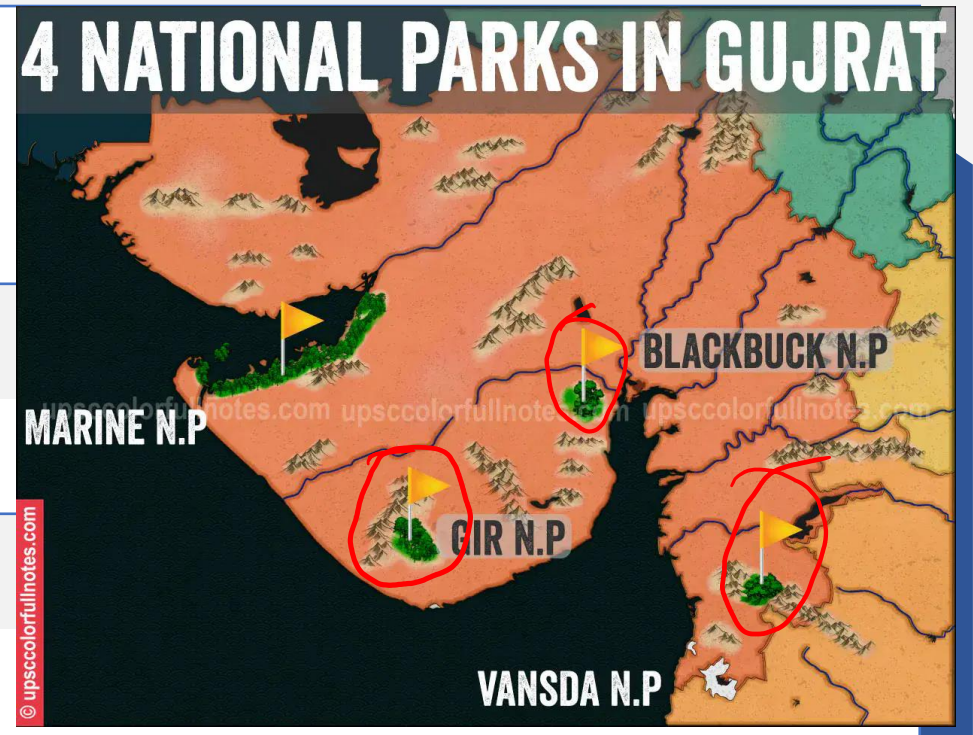 4 NATIONAL PARKS IN GUJRAT
BLACKBUCK N.P
upsccolorfullnotes.com upsccolorfullnotes.com upsccolorfullnotes.com
MARINE N.P
GIR N.P
VANSDA N.P
© upsccolorfullnotes.com